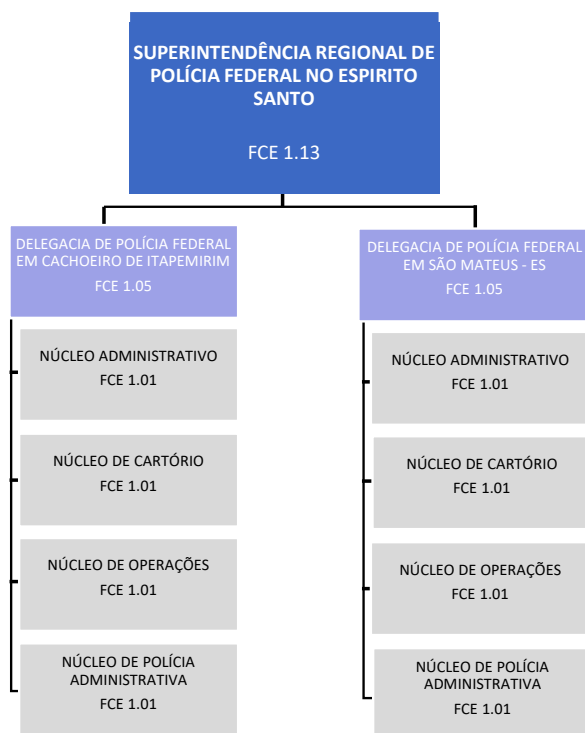 SUPERINTENDÊNCIA REGIONAL DE
POLÍCIA FEDERAL NO ESPIRITO
SANTO
FCE 1.13
DELEGACIA DE POLÍCIA FEDERAL
EM CACHOEIRO DE ITAPEMIRIM
FCE 1.05
NÚCLEO ADMINISTRATIVO
FCE 1.01
NÚCLEO DE CARTÓRIO
FCE 1.01
NÚCLEO DE OPERAÇÕES
FCE 1.01
NÚCLEO DE POLÍCIA
ADMINISTRATIVA
FCE 1.01
DELEGACIA DE POLÍCIA FEDERAL
EM SÃO MATEUS - ES
FCE 1.05
NÚCLEO ADMINISTRATIVO
FCE 1.01
NÚCLEO DE CARTÓRIO
FCE 1.01
NÚCLEO DE OPERAÇÕES
FCE 1.01
NÚCLEO DE POLÍCIA
ADMINISTRATIVA
FCE 1.01